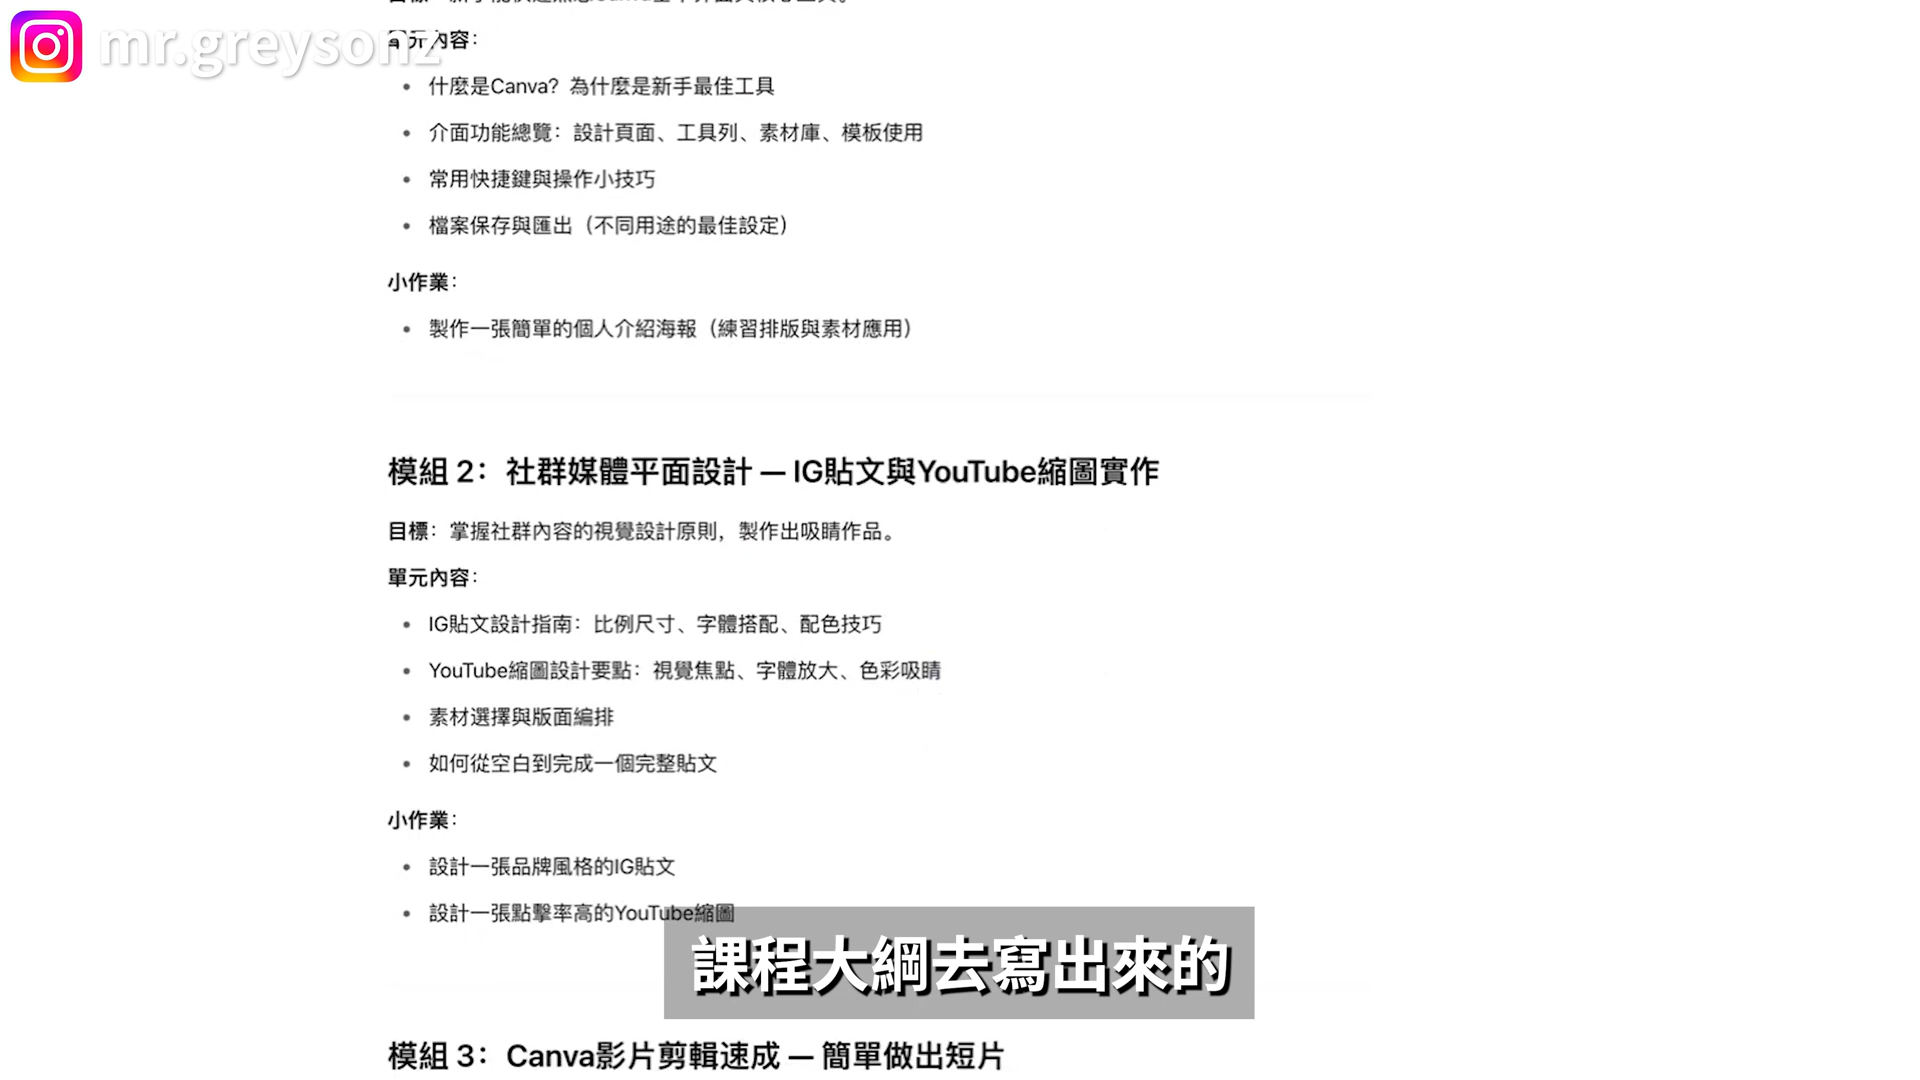 mr.greysonz
單元內容：
• 什麼是Canva？為什麼是新手最佳工具
• 介面功能總覽：設計頁面、工具列、素材庫、模板使用
• 常用快捷鍵與操作小技巧
• 檔案保存與匯出（不同用途的最佳設定）
小作業：
• 製作一張簡單的個人介紹海報（練習排版與素材應用）
模組 2：社群媒體平面設計 — IG貼文與YouTube縮圖實作
目標：掌握社群內容的視覺設計原則，製作出吸睛作品。
單元內容：
• IG貼文設計指南：比例尺寸、字體搭配、配色技巧
• YouTube縮圖設計要點：視覺焦點、字體放大、色彩吸睛
• 素材選擇與版面編排
• 如何從空白到完成一個完整貼文
小作業：
• 設計一張品牌風格的IG貼文
• 設計一張點擊率高的YouTube縮圖
課程大綱去寫出來的
模組 3：Canva影片剪輯速成 — 簡單做出短片